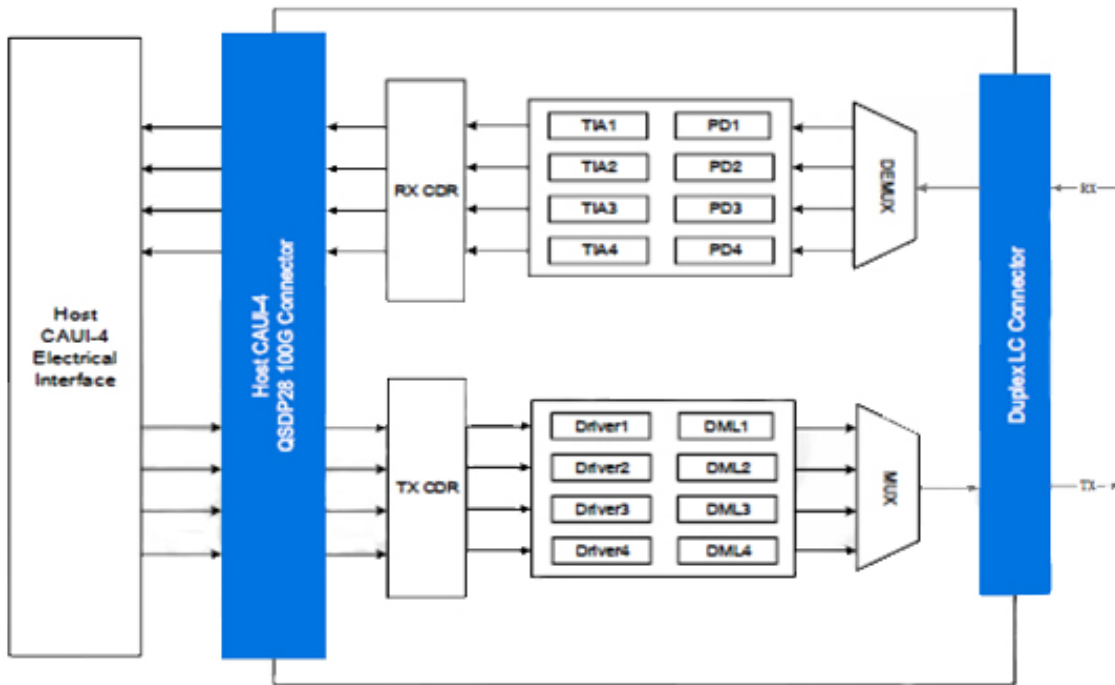 Host
CAUI-4
Electrical
Interface
Host CAUI-4
QSDP28 100G Connector
RX CDR
TIA1
PD1
TIA2
PD2
TIA3
PD3
TIA4
PD4
DEMUX
RX
Duplex LC Connector
TX CDR
Driver1
DML1
Driver2
DML2
Driver3
DML3
Driver4
DML4
MUX
TX